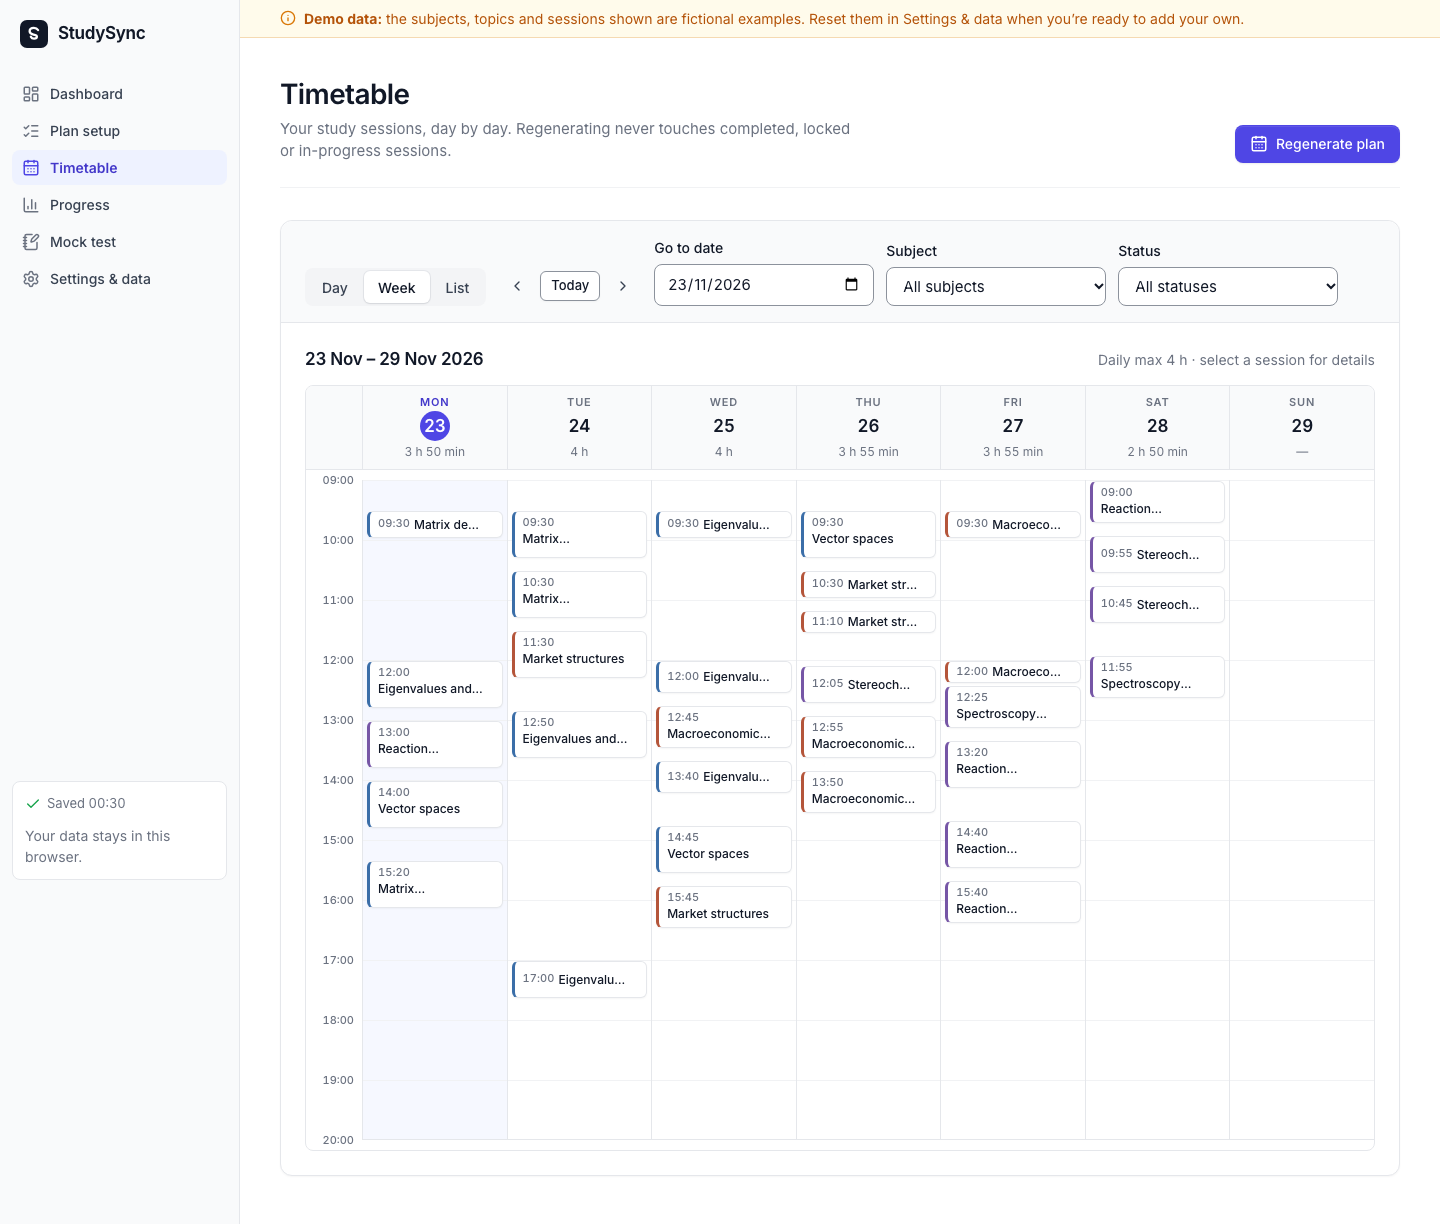 StudySync
Dashboard
Plan setup
Timetable
Progress
Mock test
Settings & data
Saved 00:30
Your data stays in this
browser.
Demo data: the subjects, topics and sessions shown are fictional examples. Reset them in Settings & data when you’re ready to add your own.
Timetable
Your study sessions, day by day. Regenerating never touches completed, locked
or in-progress sessions.
Regenerate plan
Day
Week
List
Today
Go to date
23/11/2026
Subject
All subjects
Status
All statuses
23 Nov – 29 Nov 2026
Daily max 4 h · select a session for details
MON
23
3 h 50 min
TUE
24
4 h
WED
25
4 h
THU
26
3 h 55 min
FRI
27
3 h 55 min
SAT
28
2 h 50 min
SUN
29
—
09:00
10:00
11:00
12:00
13:00
14:00
15:00
16:00
17:00
18:00
19:00
20:00
09:30 Matrix de...
12:00
Eigenvalues and...
13:00
Reaction...
14:00
Vector spaces
15:20
Matrix...
09:30
Matrix...
10:30
Matrix...
11:30
Market structures
12:50
Eigenvalues and...
17:00 Eigenvalu...
09:30 Eigenvalu...
12:00 Eigenvalu...
12:45
Macroeconomic...
13:40 Eigenvalu...
14:45
Vector spaces
15:45
Market structures
09:30
Vector spaces
10:30 Market str...
11:10 Market str...
12:05 Stereoch...
12:55
Macroeconomic...
13:50
Macroeconomic...
09:30 Macroeco...
12:00 Macroeco...
12:25
Spectroscopy...
13:20
Reaction...
14:40
Reaction...
15:40
Reaction...
09:00
Reaction...
09:55 Stereoch...
10:45 Stereoch...
11:55
Spectroscopy...